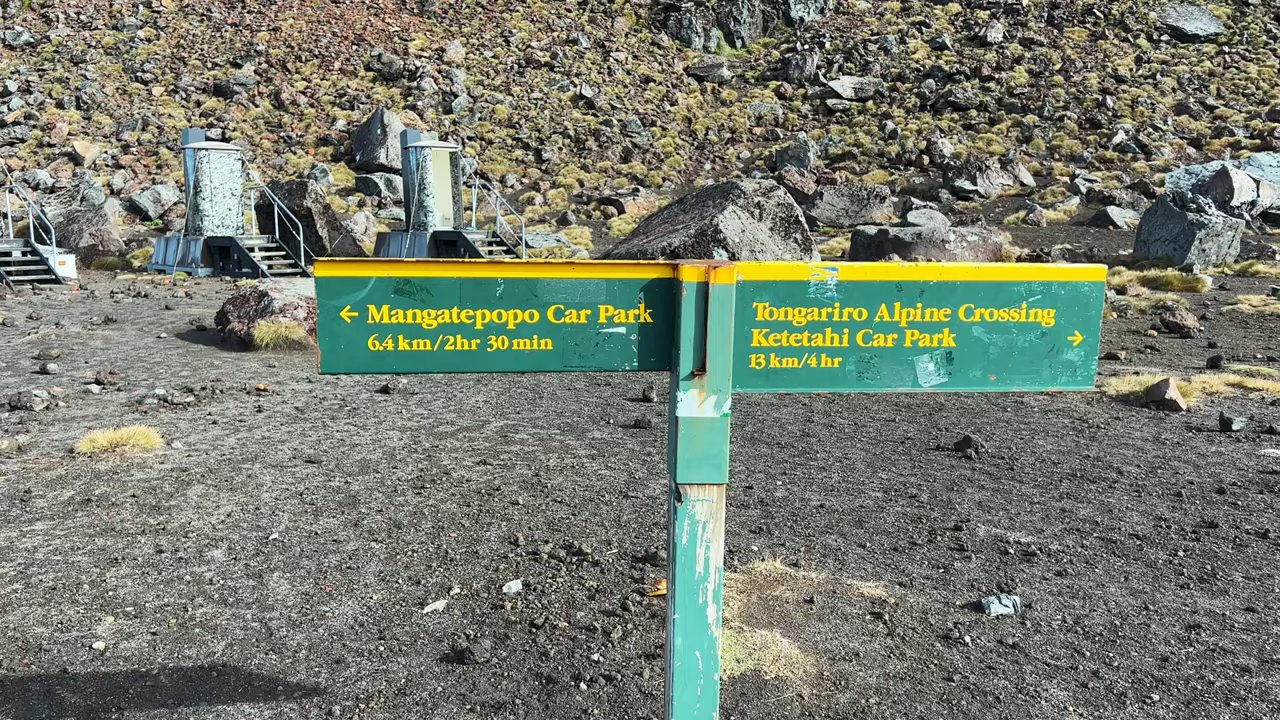 ← Mangatepopo Car Park
6.4 km/2hr 30 min
Tongariro Alpine Crossing
Ketetahi Car Park →
13 km/4 hr